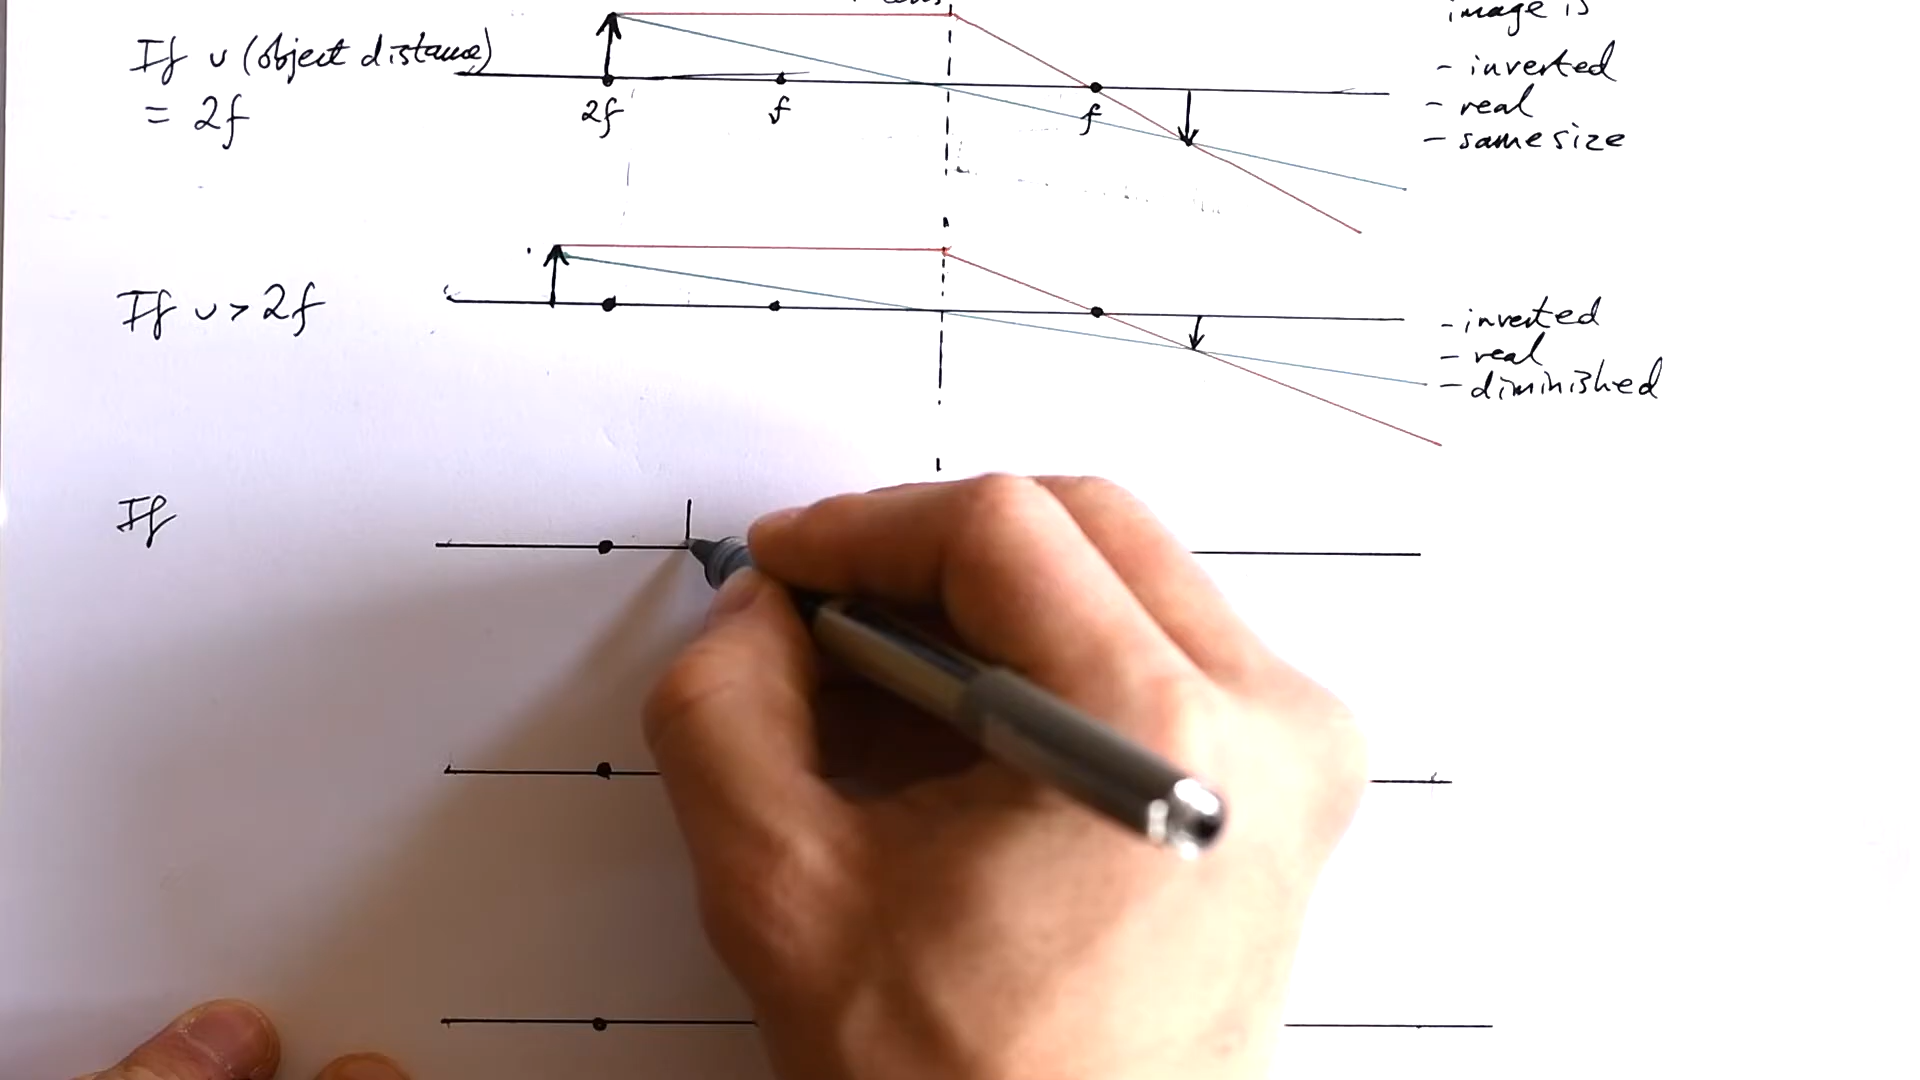 If u (object distance)
= 2f
2f
f
f
image is
- inverted
- real
- same size
If u > 2f
- inverted
- real
- diminished
If